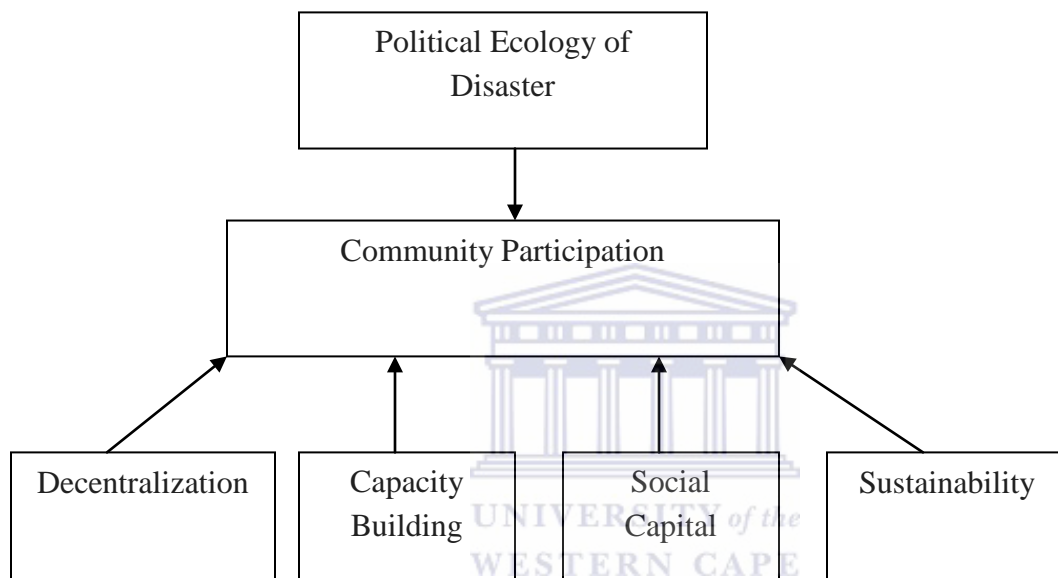 Political Ecology of
Disaster
Community Participation
Decentralization
Capacity
Building
Social
Capital
Sustainability
UNIVERSITY of the
WESTERN CAPE